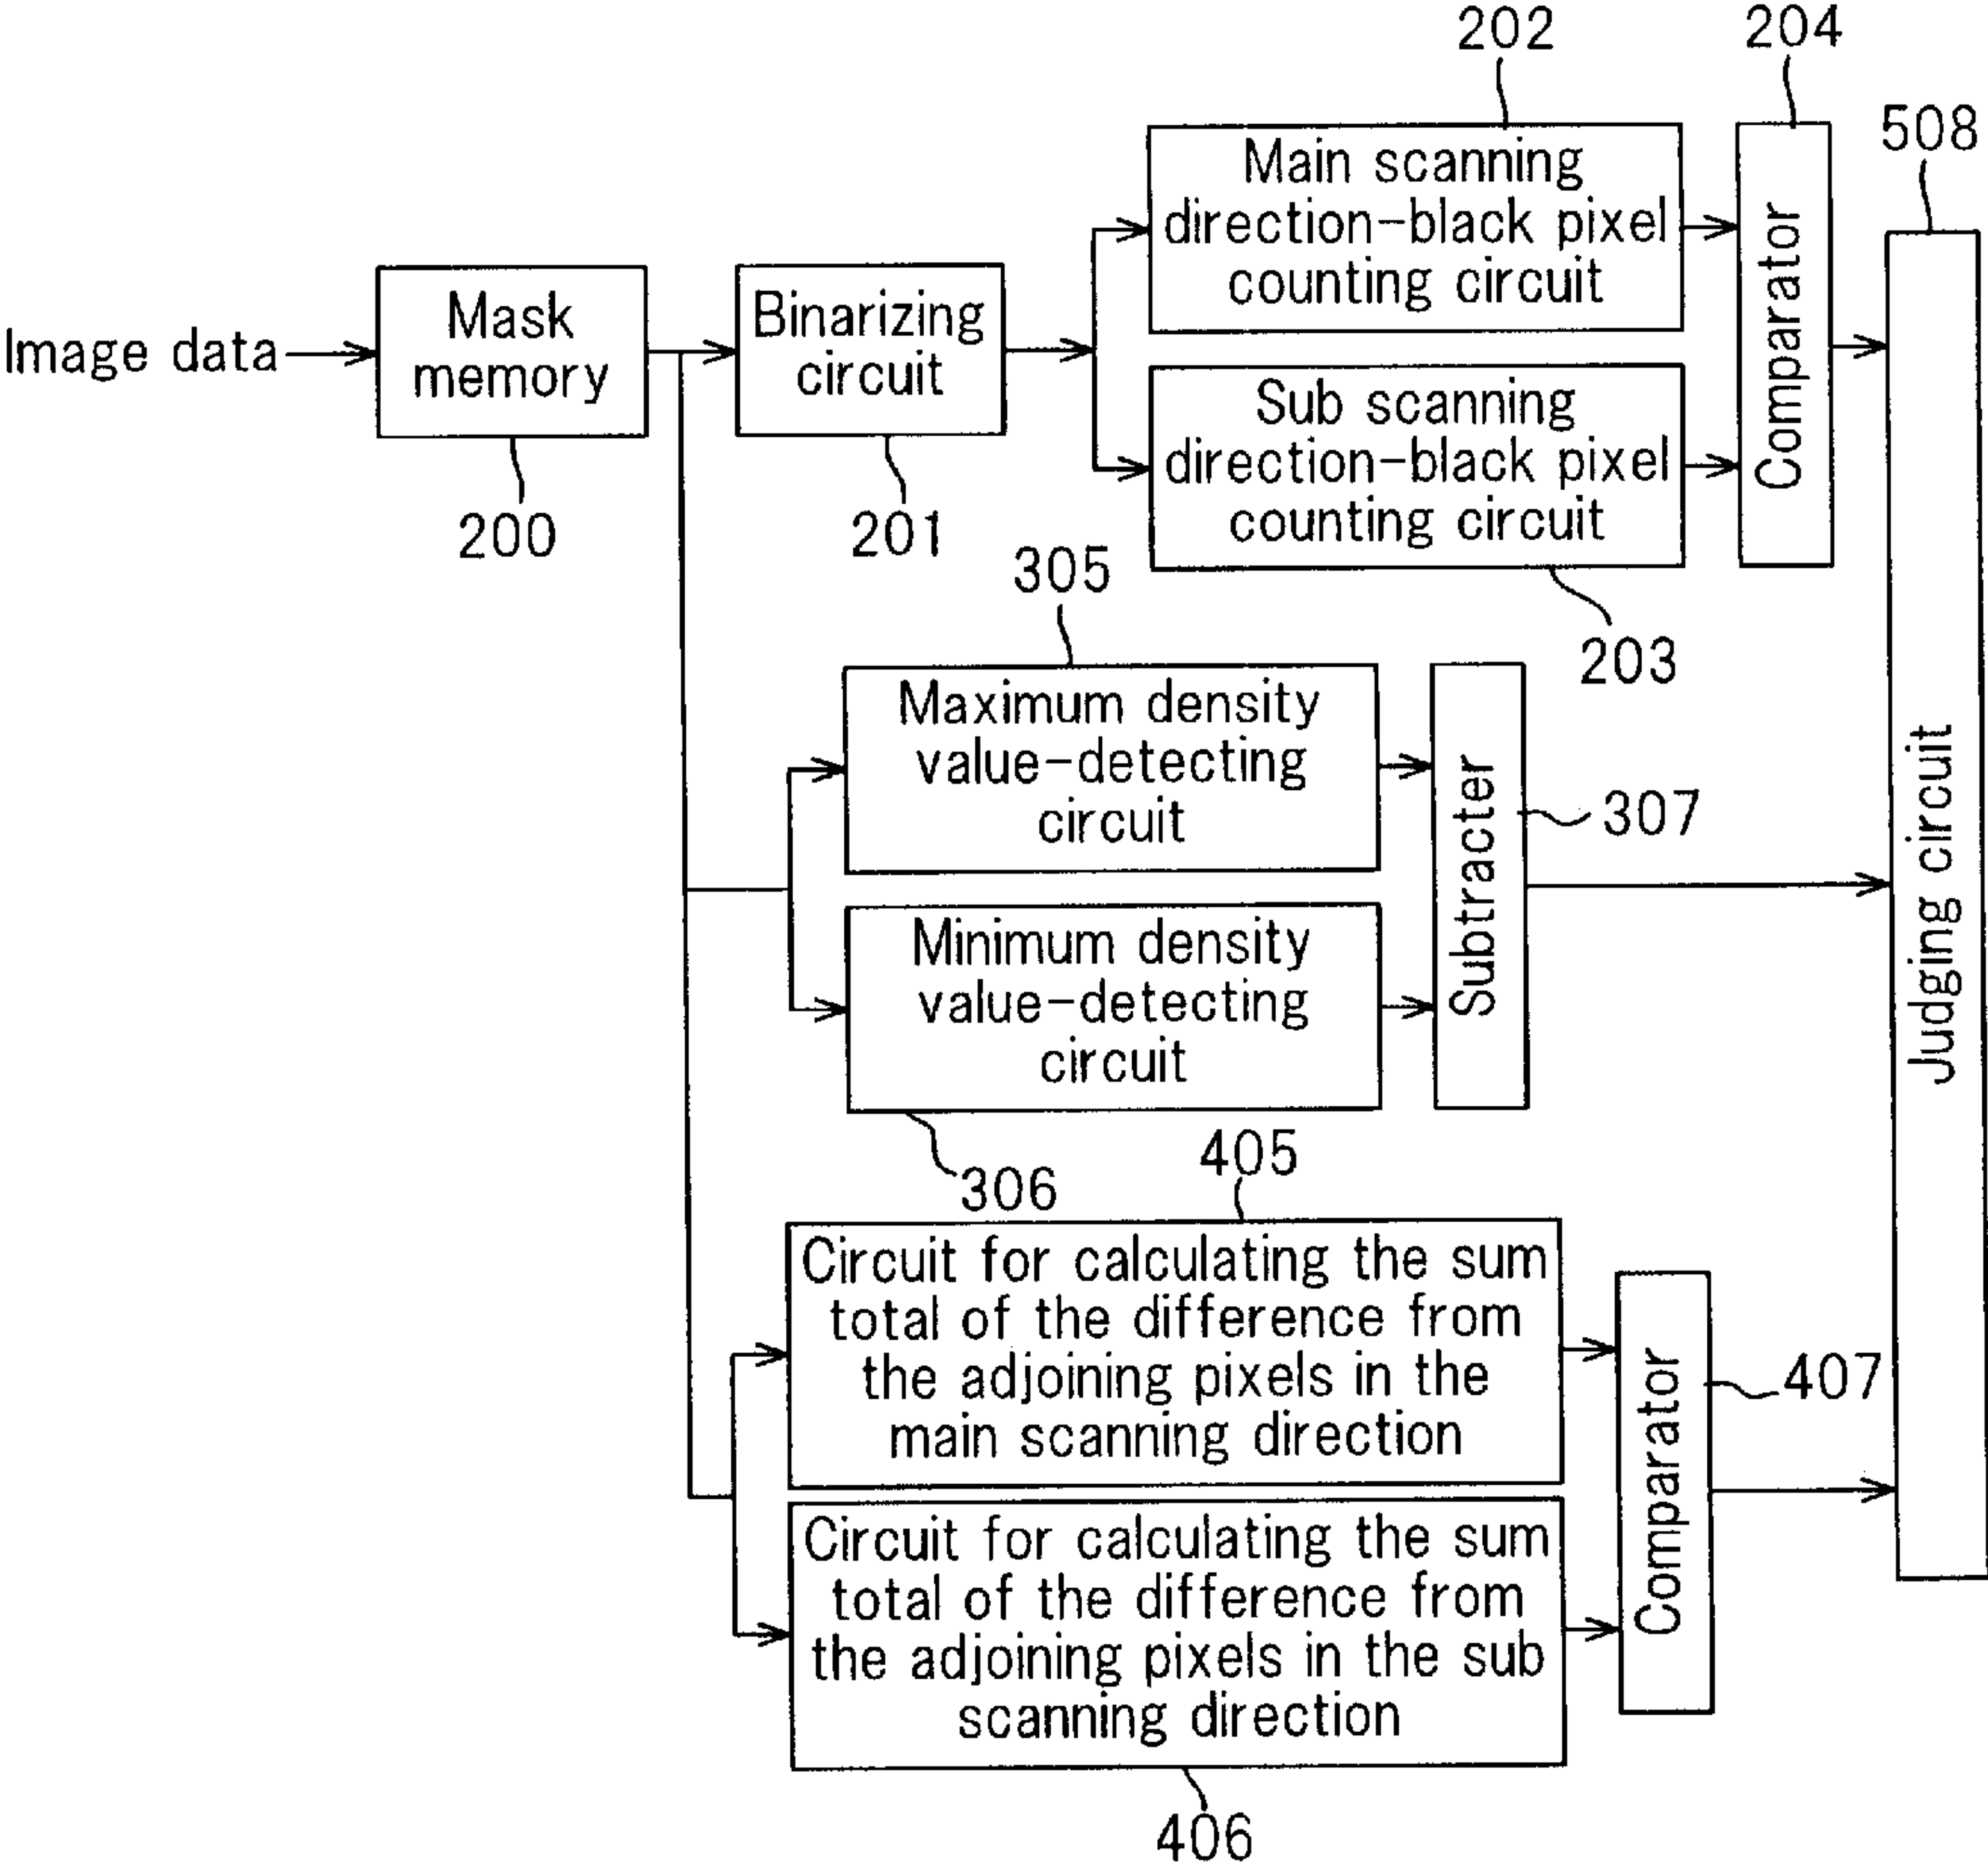 202
204
508
Main scanning
direction-black pixel
counting circuit
Comparator
Image data
Mask
memory
Binarizing
circuit
Sub scanning
direction-black pixel
counting circuit
200
201
203
305
Maximum density
value-detecting
circuit
Subtracter
307
Judging circuit
Minimum density
value-detecting
circuit
306
405
Circuit for calculating the sum
total of the difference from
the adjoining pixels in the
main scanning direction
Comparator
407
Circuit for calculating the sum
total of the difference from
the adjoining pixels in the sub
scanning direction
406